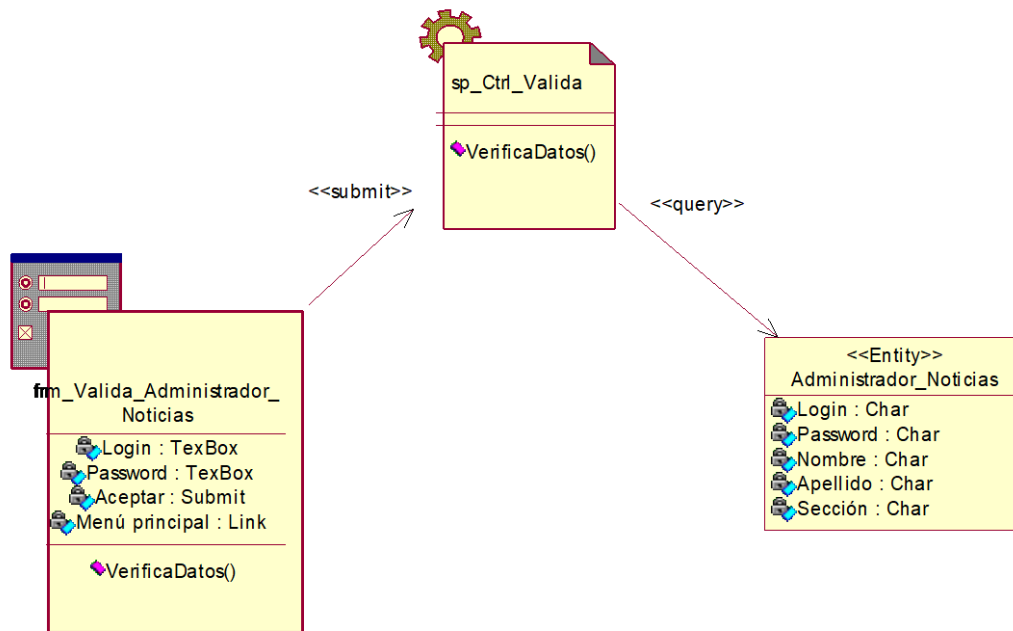 sp_Ctrl_Valida
VerificaDatos()
<<submit>>
<<query>>
frm_Valida_Administrador_
Noticias
Login : TexBox
Password : TexBox
Aceptar : Submit
Menú principal : Link
VerificaDatos()
<<Entity>>
Administrador_Noticias
Login : Char
Password : Char
Nombre : Char
Apellido : Char
Sección : Char